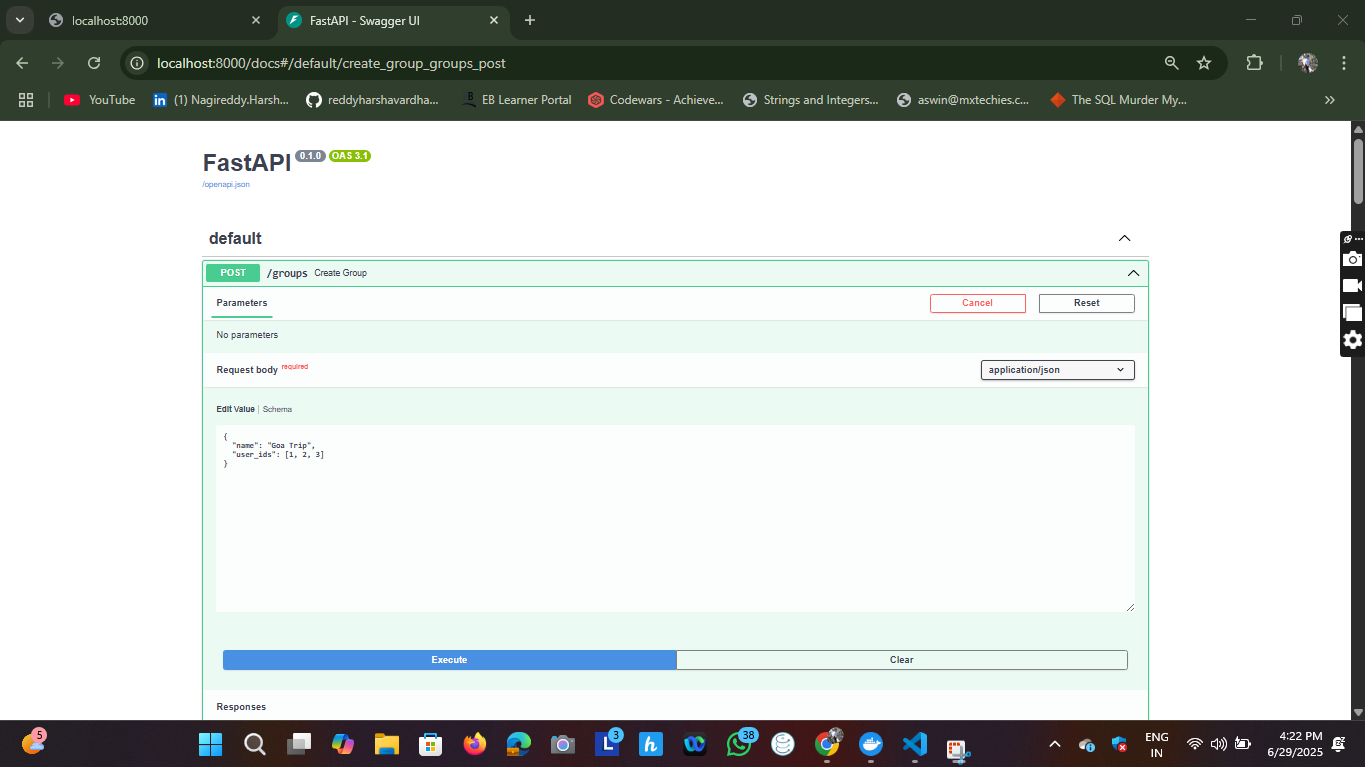 localhost:8000
FastAPI - Swagger UI
localhost:8000/docs#/default/create_group_groups_post
YouTube
in (1) Nagireddy.Harsh...
reddyharshavardha...
B EB Learner Portal
Codewars - Achieve...
Strings and Integers...
aswin@mxtechies.c...
The SQL Murder My...
FastAPI 0.1.0 OAS 3.1
/openapi.json
default
POST /groups Create Group
Parameters
Cancel
Reset
No parameters
Request body required
application/json
Edit Value | Schema
{
"name": "Goa Trip",
"user_ids": [1, 2, 3]
}
Execute
Clear
Responses
5
L 3
h
38
ENG
IN
4:22 PM
6/29/2025